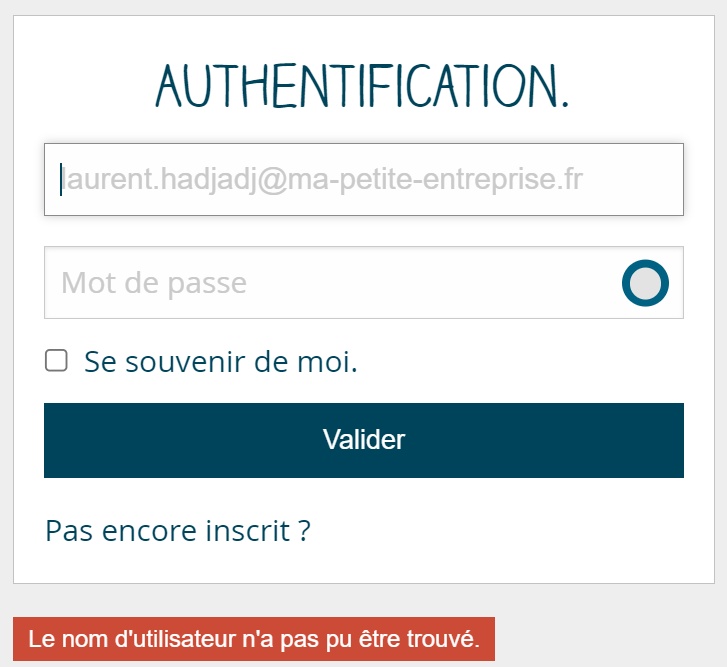 AUTHENTIFICATION.
laurent.hadjadj@ma-petite-entreprise.fr
Mot de passe
Se souvenir de moi.
Valider
Pas encore inscrit ?
Le nom d'utilisateur n'a pas pu être trouvé.